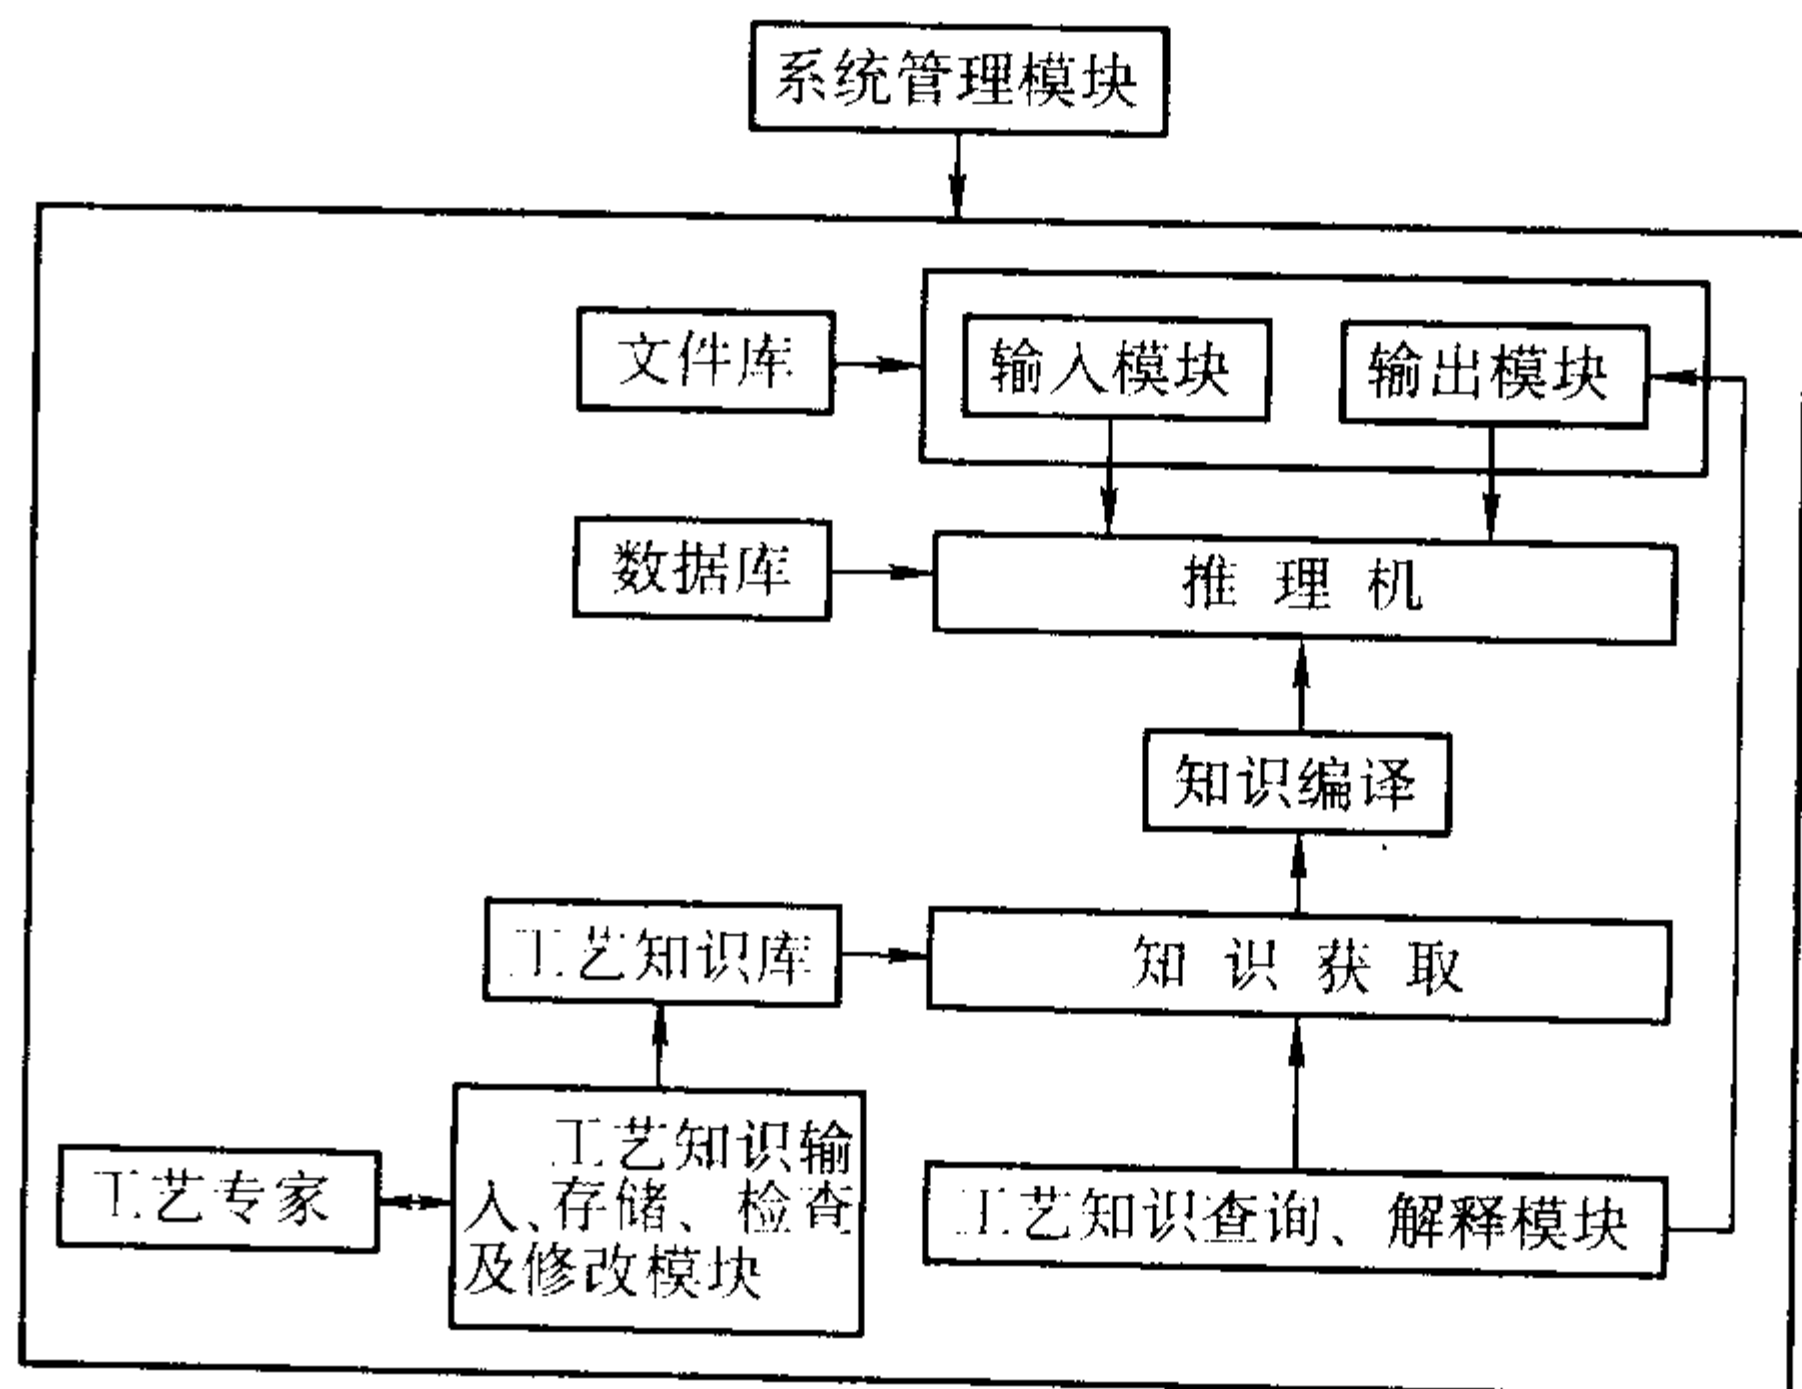 系统管理模块
文件库
输入模块
输出模块
数据库
推理机
知识编译
工艺知识库
知识获取
工艺专家
工艺知识输
入、存储、检查
及修改模块
工艺知识查询、解释模块